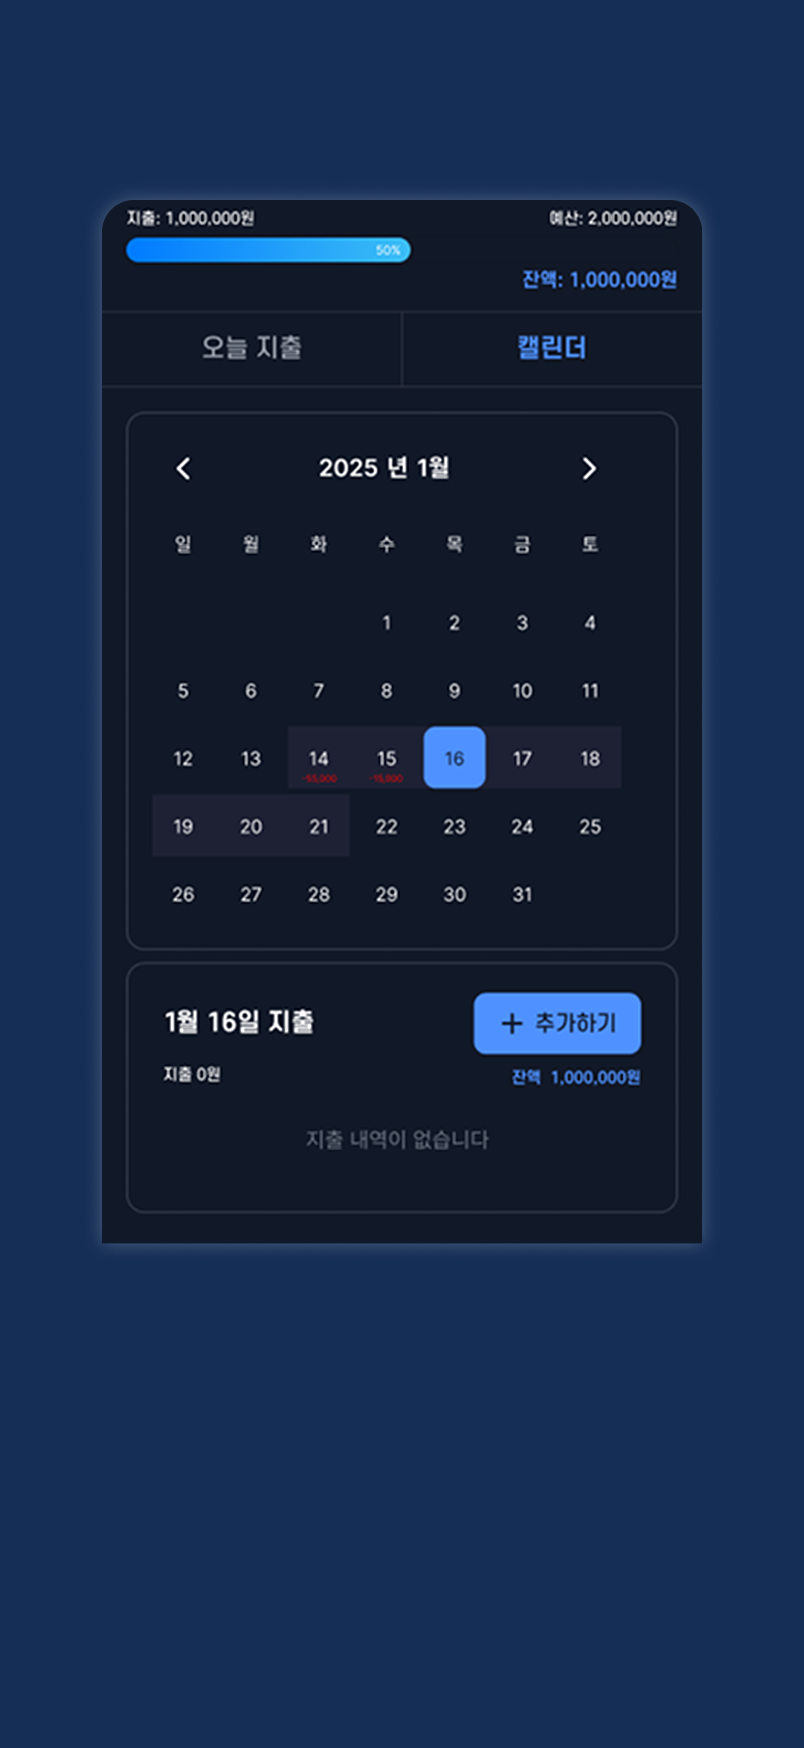 지출: 1,000,000원 예산: 2,000,000원
50%
잔액: 1,000,000원
오늘 지출 캘린더
2025 년 1월
일 월 화 수 목 금 토
1 2 3 4
5 6 7 8 9 10 11
12 13 14 15 16 17 18
19 20 21 22 23 24 25
26 27 28 29 30 31
1월 16일 지출
+ 추가하기
지출 0원 잔액 1,000,000원
지출 내역이 없습니다